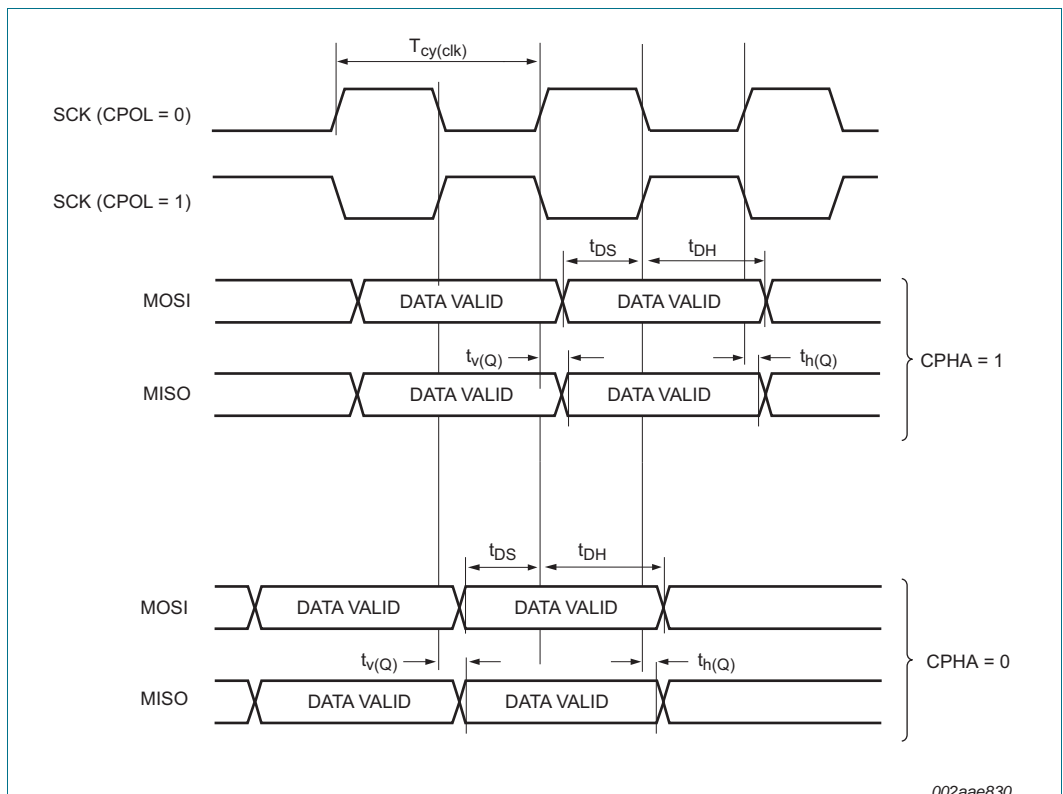 Tcy(clk)
SCK (CPOL = 0)
SCK (CPOL = 1)
tDS tDH
MOSI DATA VALID DATA VALID
tv(Q) th(Q)
CPHA = 1
MISO DATA VALID DATA VALID
tDS tDH
MOSI DATA VALID DATA VALID
tv(Q) th(Q)
CPHA = 0
MISO DATA VALID DATA VALID
002aae830